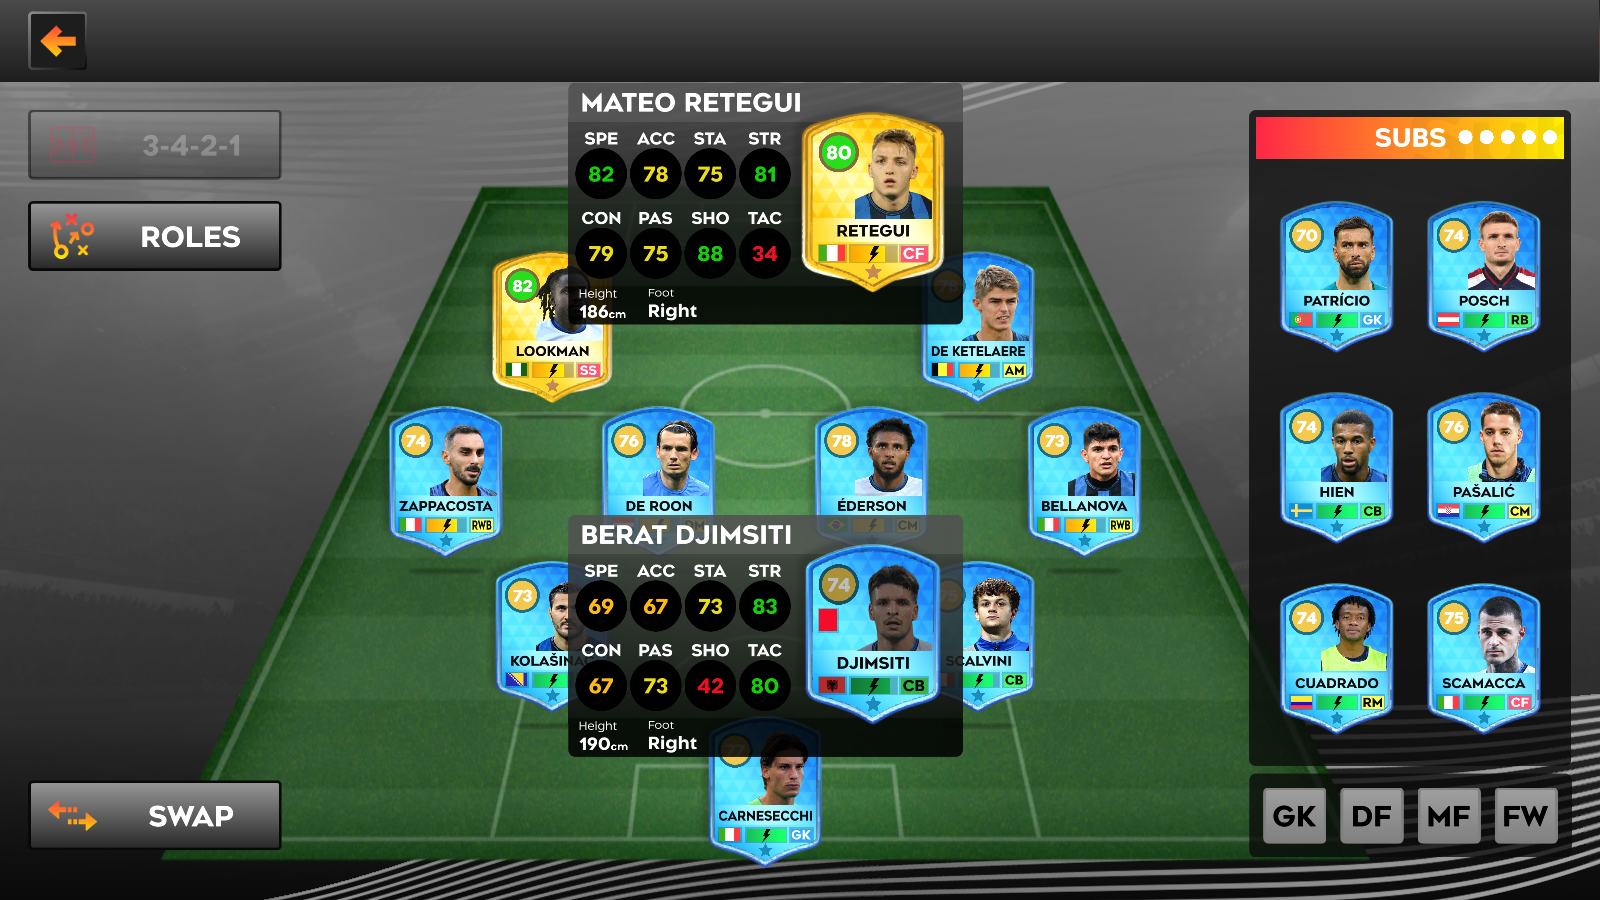 3-4-2-1
ROLES
MATEO RETEGUI
SPE ACC STA STR
82 78 75 81
CON PAS SHO TAC
79 75 88 34
Height Foot
186cm Right
80
RETEGUI
CF
82
LOOKMAN
SS
DE KETELAERE
AM
74
ZAPPACOSTA
RWB
76
DE ROON
78
ÉDERSON
CM
73
BELLANOVA
RWB
BERAT DJIMSITI
SPE ACC STA STR
69 67 73 83
CON PAS SHO TAC
67 73 42 80
Height Foot
190cm Right
74
DJIMSITI
CB
73
SCALVINI
CB
77
CARNESECCHI
GK
SWAP
SUBS
70
PATRÍCIO
GK
74
POSCH
RB
74
HIEN
CB
76
PAŠALIĆ
CM
74
CUADRADO
RM
75
SCAMACCA
CF
GK DF MF FW